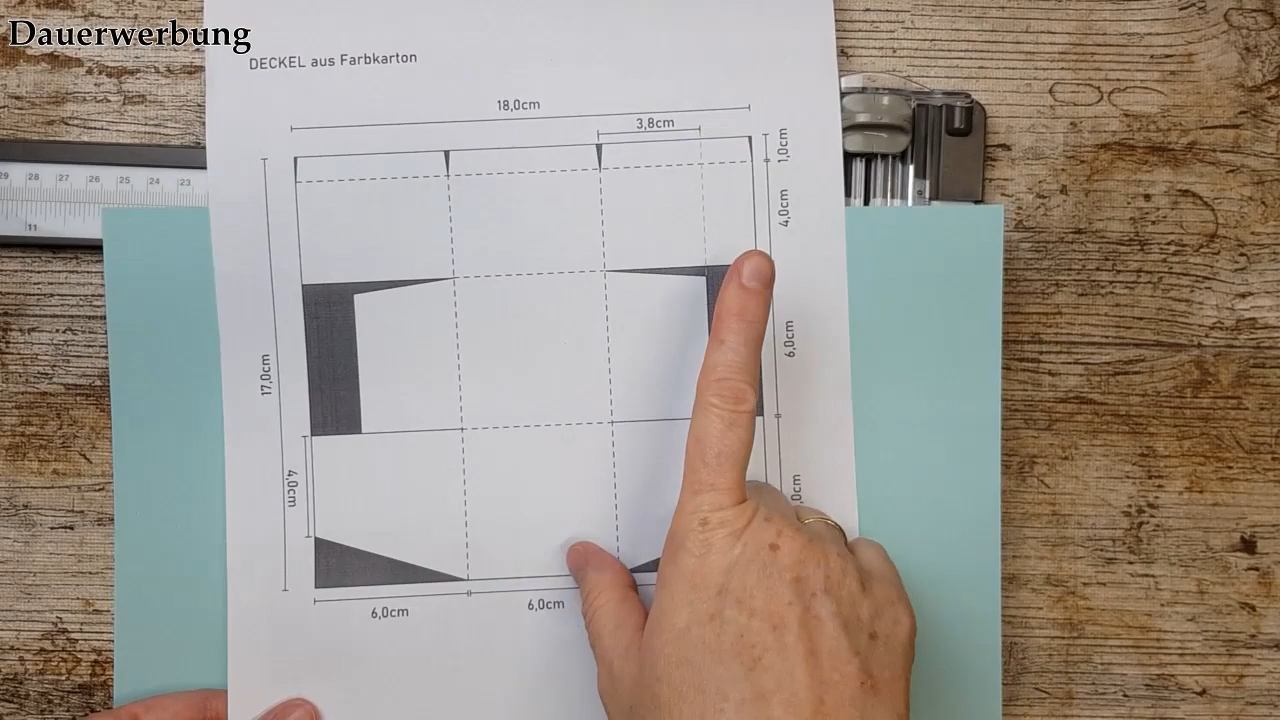 Dauerwerbung
DECKEL aus Farbkarton
18,0cm
3,8cm
1,0cm
4,0cm
29 28 27 26 25 24 23
11
6,0cm
17,0cm
4,0cm
6,0cm
6,0cm